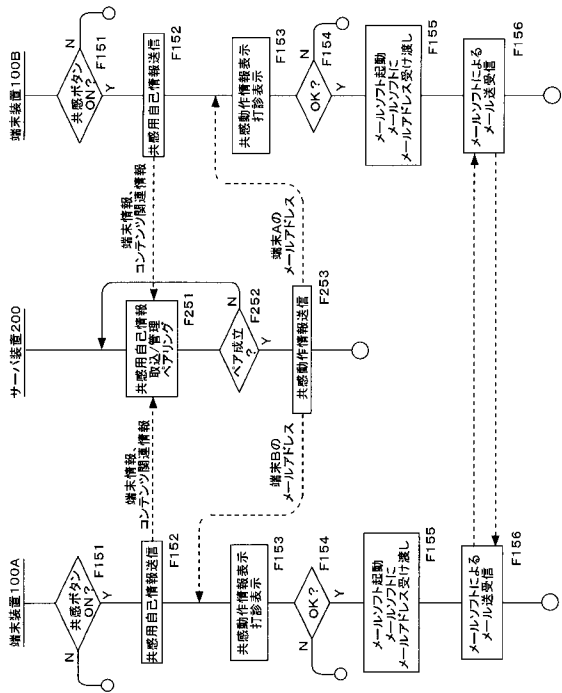 端末装置100A
共感ボタン
ON?
F151
N
Y
共感用自己情報送信
F152
端末情報、
コンテンツ関連情報
共感動作情報表示
打診表示
F153
OK?
F154
N
Y
メールソフト起動
メールソフトに
メールアドレス受け渡し
F155
メールソフトによる
メール送受信
F156
サーバ装置200
共感用自己情報
取込/管理
ペアリング
F251
ペア成立
?
F252
N
Y
共感動作情報送信
F253
端末Bの
メールアドレス
端末Aの
メールアドレス
端末装置100B
共感ボタン
ON?
F151
N
Y
共感用自己情報送信
F152
端末情報、
コンテンツ関連情報
共感動作情報表示
打診表示
F153
OK?
F154
N
Y
メールソフト起動
メールソフトに
メールアドレス受け渡し
F155
メールソフトによる
メール送受信
F156